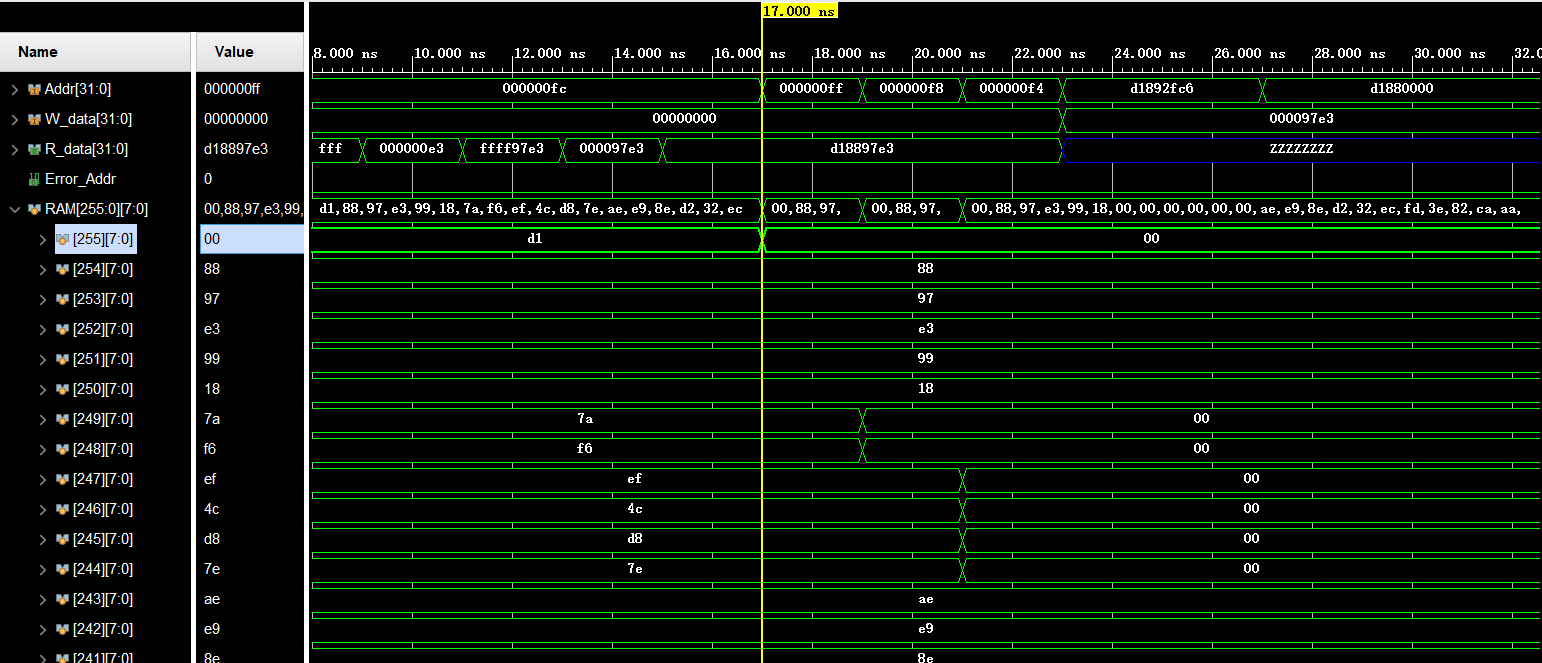 17.000 ns
Name Value 8.000 ns 10.000 ns 12.000 ns 14.000 ns 16.000 ns 18.000 ns 20.000 ns 22.000 ns 24.000 ns 26.000 ns 28.000 ns 30.000 ns 32.0
Addr[31:0] 000000ff 000000fc 000000ff 000000f8 000000f4 d1892fc6 d1880000
W_data[31:0] 00000000 00000000 000097e3
R_data[31:0] d18897e3 fff 000000e3 ffff97e3 000097e3 d18897e3 ZZZZZZZZ
Error_Addr 0
RAM[255:0][7:0] 00,88,97,e3,99, d1,88,97,e3,99,18,7a,f6,ef,4c,d8,7e,ae,e9,8e,d2,32,ec 00,88,97, 00,88,97, 00,88,97,e3,99,18,00,00,00,00,00,00,ae,e9,8e,d2,32,ec,fd,3e,82,ca,aa,
[255][7:0] 00 d1 00
[254][7:0] 88 88
[253][7:0] 97 97
[252][7:0] e3 e3
[251][7:0] 99 99
[250][7:0] 18 18
[249][7:0] 7a 7a 00
[248][7:0] f6 f6 00
[247][7:0] ef ef 00
[246][7:0] 4c 4c 00
[245][7:0] d8 d8 00
[244][7:0] 7e 7e 00
[243][7:0] ae ae
[242][7:0] e9 e9
[241][7:0] 8e 8e